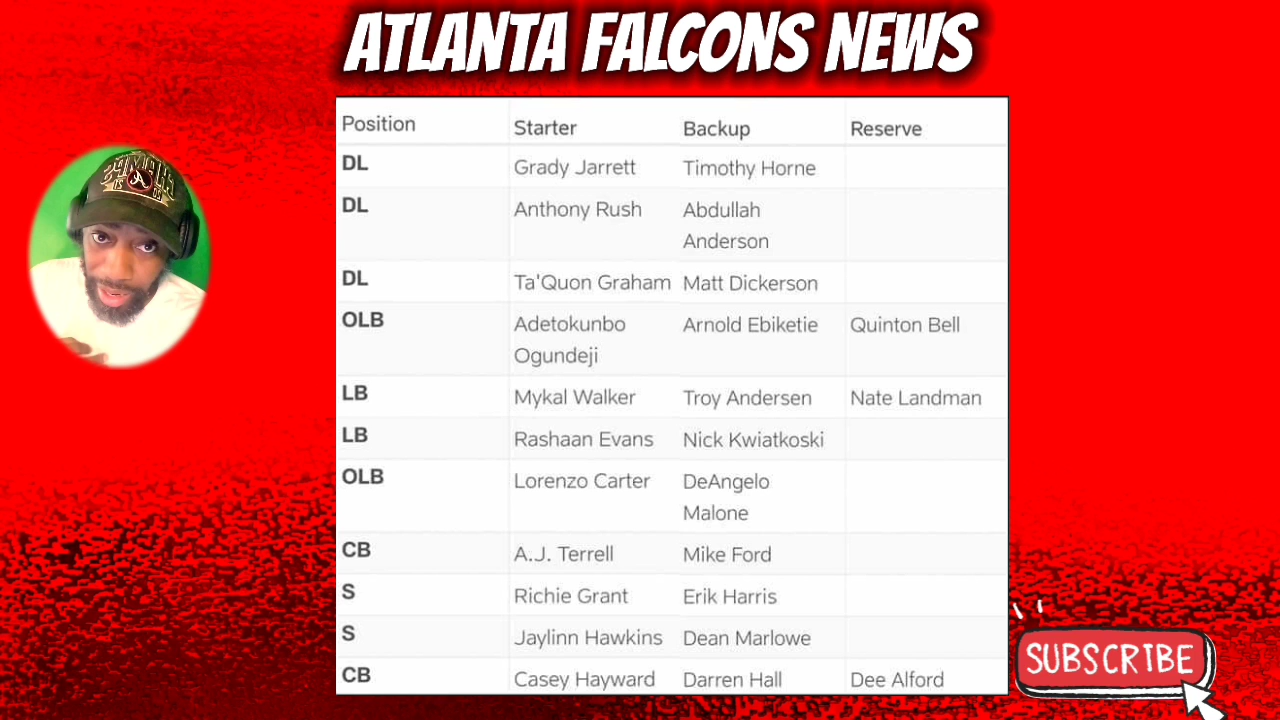 ATLANTA FALCONS NEWS
Position Starter Backup Reserve
DL Grady Jarrett Timothy Horne
DL Anthony Rush Abdullah
Anderson
DL Ta'Quon Graham Matt Dickerson
OLB Adetokunbo Arnold Ebiketie Quinton Bell
Ogundeji
LB Mykal Walker Troy Andersen Nate Landman
LB Rashaan Evans Nick Kwiatkoski
OLB Lorenzo Carter DeAngelo
Malone
CB A.J. Terrell Mike Ford
S Richie Grant Erik Harris
S Jaylinn Hawkins Dean Marlowe
CB Casey Hayward Darren Hall Dee Alford
SUBSCRIBE